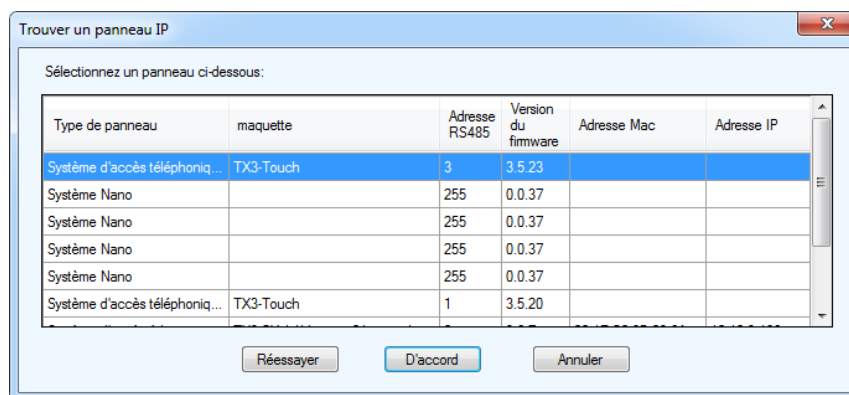 Trouver un panneau IP
Sélectionnez un panneau ci-dessous:
Type de panneau maquette Adresse RS485 Version du firmware Adresse Mac Adresse IP
Système d'accès téléphoniq... TX3-Touch 3 3.5.23
Système Nano 255 0.0.37
Système Nano 255 0.0.37
Système Nano 255 0.0.37
Système Nano 255 0.0.37
Système d'accès téléphoniq... TX3-Touch 1 3.5.20
Réessayer D'accord Annuler